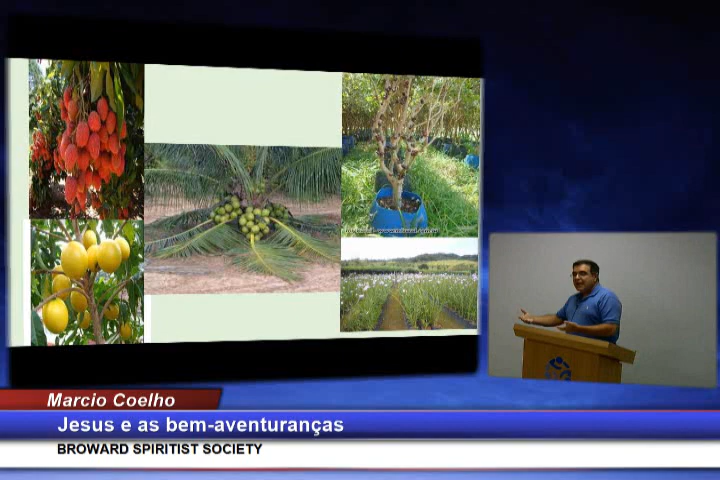 Marcio Coelho
Jesus e as bem-aventuranças
BROWARD SPIRITIST SOCIETY